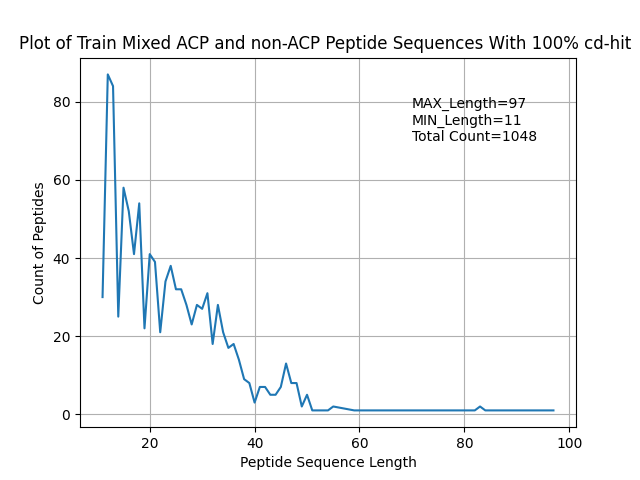 Plot of Train Mixed ACP and non-ACP Peptide Sequences With 100% cd-hit
MAX_Length=97
MIN_Length=11
Total Count=1048
Count of Peptides
80
60
40
20
0
20 40 60 80 100
Peptide Sequence Length